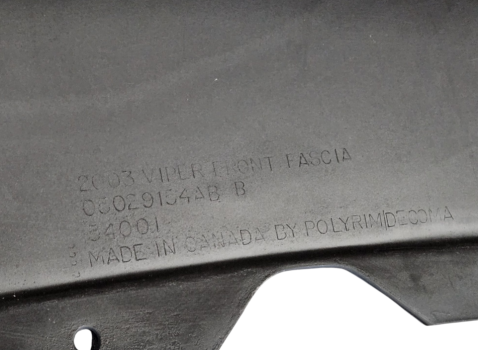 2003 VIPER FRONT FASCIA
05029154AB B
34001
MADE IN CANADA BY POLYRIM/DECOMA